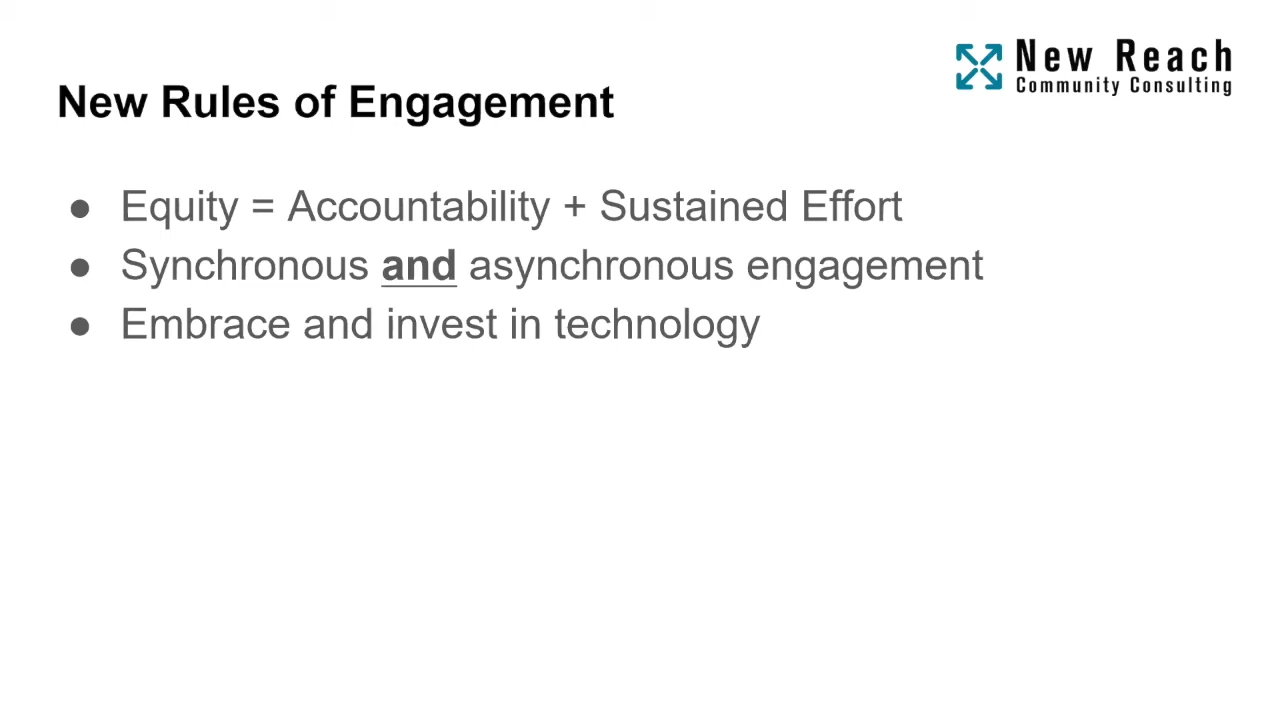 New Reach
Community Consulting
New Rules of Engagement
● Equity = Accountability + Sustained Effort
● Synchronous and asynchronous engagement
● Embrace and invest in technology